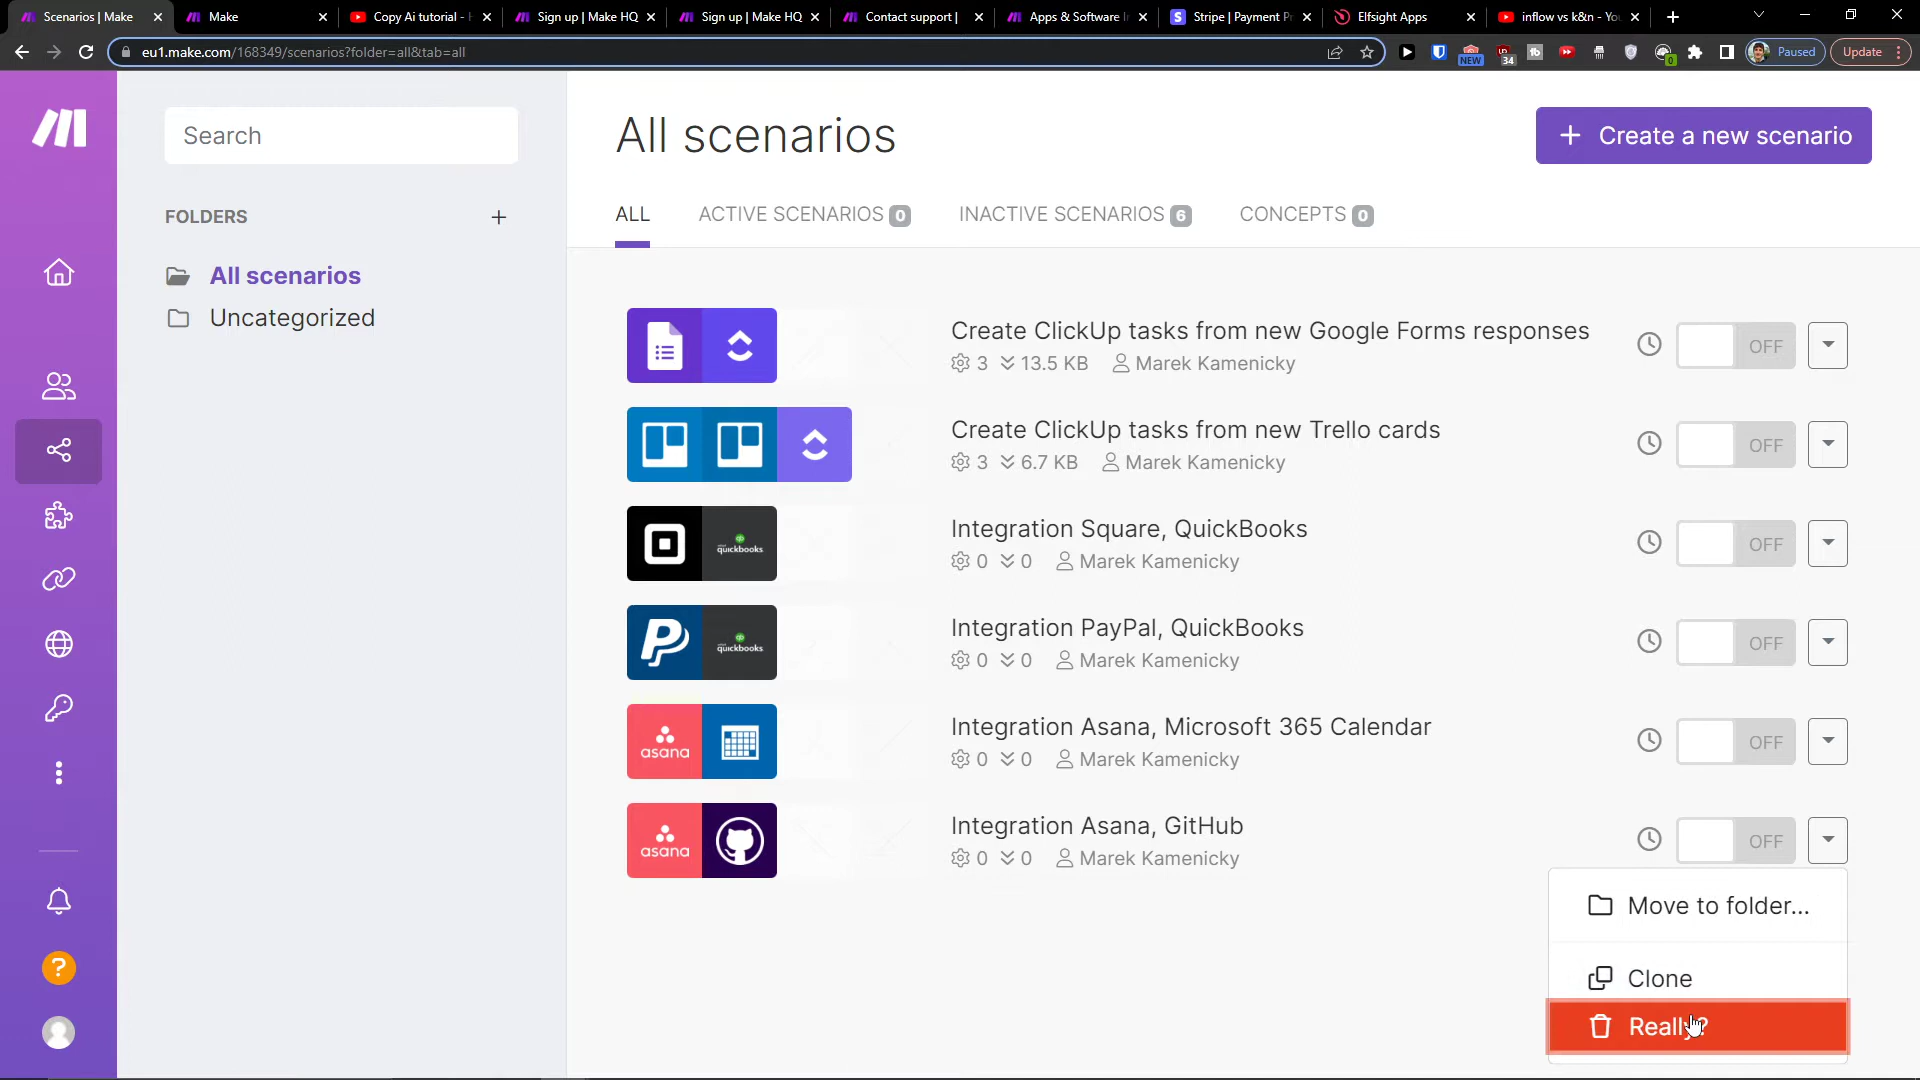 Scenarios | Make
Make
Copy Ai tutorial -
Sign up | Make HQ
Sign up | Make HQ
Contact support |
Apps & Software
Stripe | Payment
Elfsight Apps
inflow vs k&n -
eu1.make.com/168349/scenarios?folder=all&tab=all
NEW
34
0
Paused
Update
Search
All scenarios
+ Create a new scenario
FOLDERS
ALL
ACTIVE SCENARIOS 0
INACTIVE SCENARIOS 6
CONCEPTS 0
All scenarios
Uncategorized
Create ClickUp tasks from new Google Forms responses
3 13.5 KB Marek Kamenicky
OFF
Create ClickUp tasks from new Trello cards
3 6.7 KB Marek Kamenicky
OFF
quickbooks
Integration Square, QuickBooks
0 0 Marek Kamenicky
OFF
quickbooks
Integration PayPal, QuickBooks
0 0 Marek Kamenicky
OFF
asana
Integration Asana, Microsoft 365 Calendar
0 0 Marek Kamenicky
OFF
asana
Integration Asana, GitHub
0 0 Marek Kamenicky
OFF
Move to folder...
Clone
Really?
?